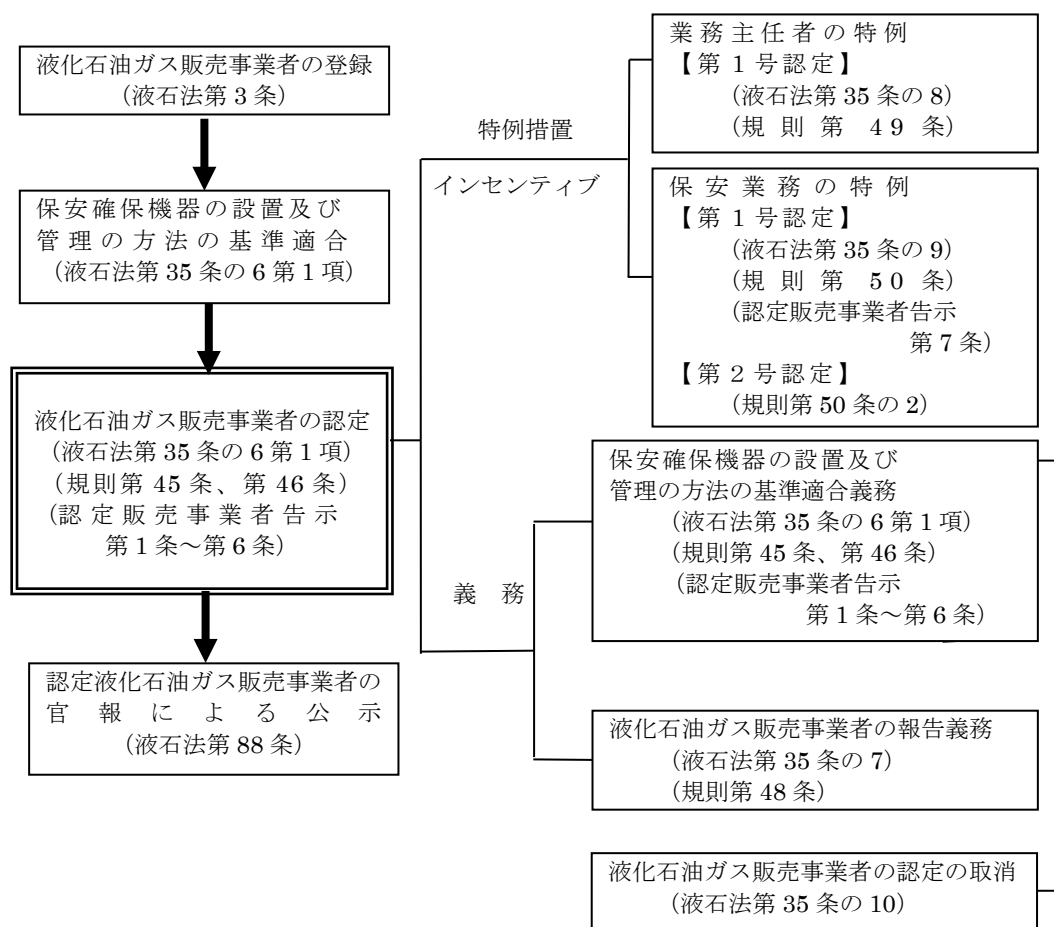 液化石油ガス販売事業者の登録
(液石法第3条)
保安確保機器の設置及び
管理の方法の基準適合
(液石法第35条の6第1項)
液化石油ガス販売事業者の認定
(液石法第35条の6第1項)
(規則第45条、第46条)
(認定販売事業者告示
第1条～第6条)
認定液化石油ガス販売事業者の
官報による公示
(液石法第88条)
特例措置
インセンティブ
義務
業務主任者の特例
【第1号認定】
(液石法第35条の8)
(規則第49条)
保安業務の特例
【第1号認定】
(液石法第35条の9)
(規則第50条)
(認定販売事業者告示
第7条)
【第2号認定】
(規則第50条の2)
保安確保機器の設置及び
管理の方法の基準適合義務
(液石法第35条の6第1項)
(規則第45条、第46条)
(認定販売事業者告示
第1条～第6条)
液化石油ガス販売事業者の報告義務
(液石法第35条の7)
(規則第48条)
液化石油ガス販売事業者の認定の取消
(液石法第35条の10)